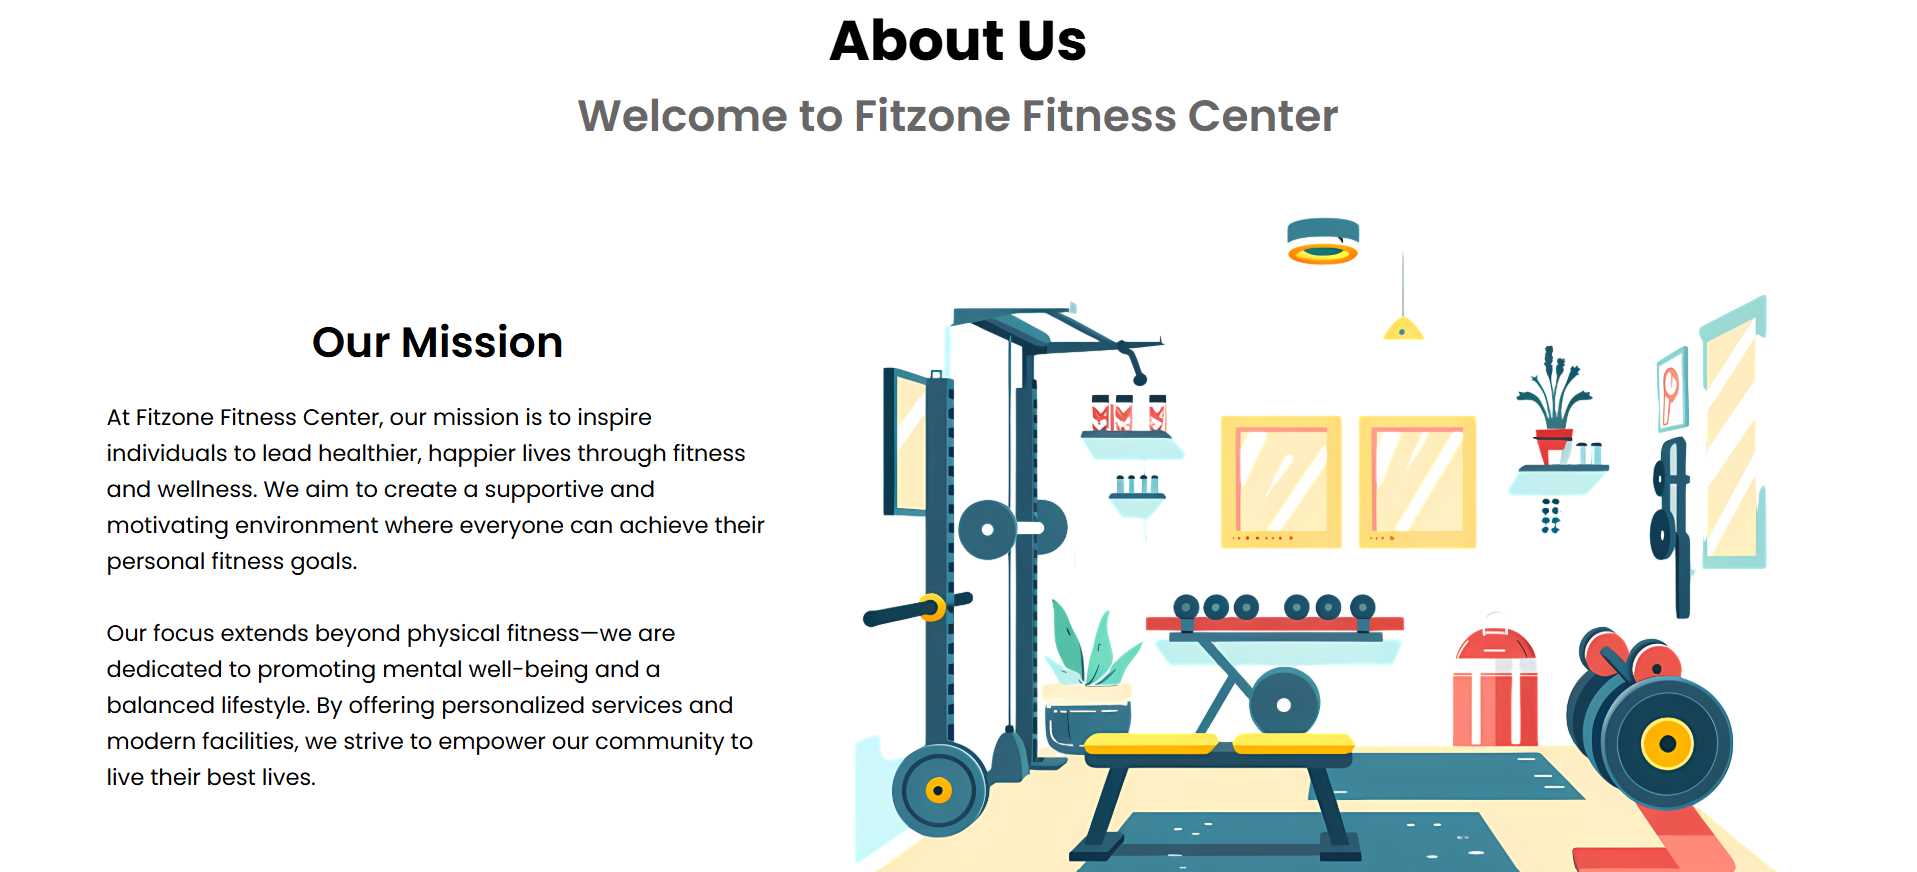 About Us
Welcome to Fitzone Fitness Center
Our Mission
At Fitzone Fitness Center, our mission is to inspire
individuals to lead healthier, happier lives through fitness
and wellness. We aim to create a supportive and
motivating environment where everyone can achieve their
personal fitness goals.
Our focus extends beyond physical fitness—we are
dedicated to promoting mental well-being and a
balanced lifestyle. By offering personalized services and
modern facilities, we strive to empower our community to
live their best lives.